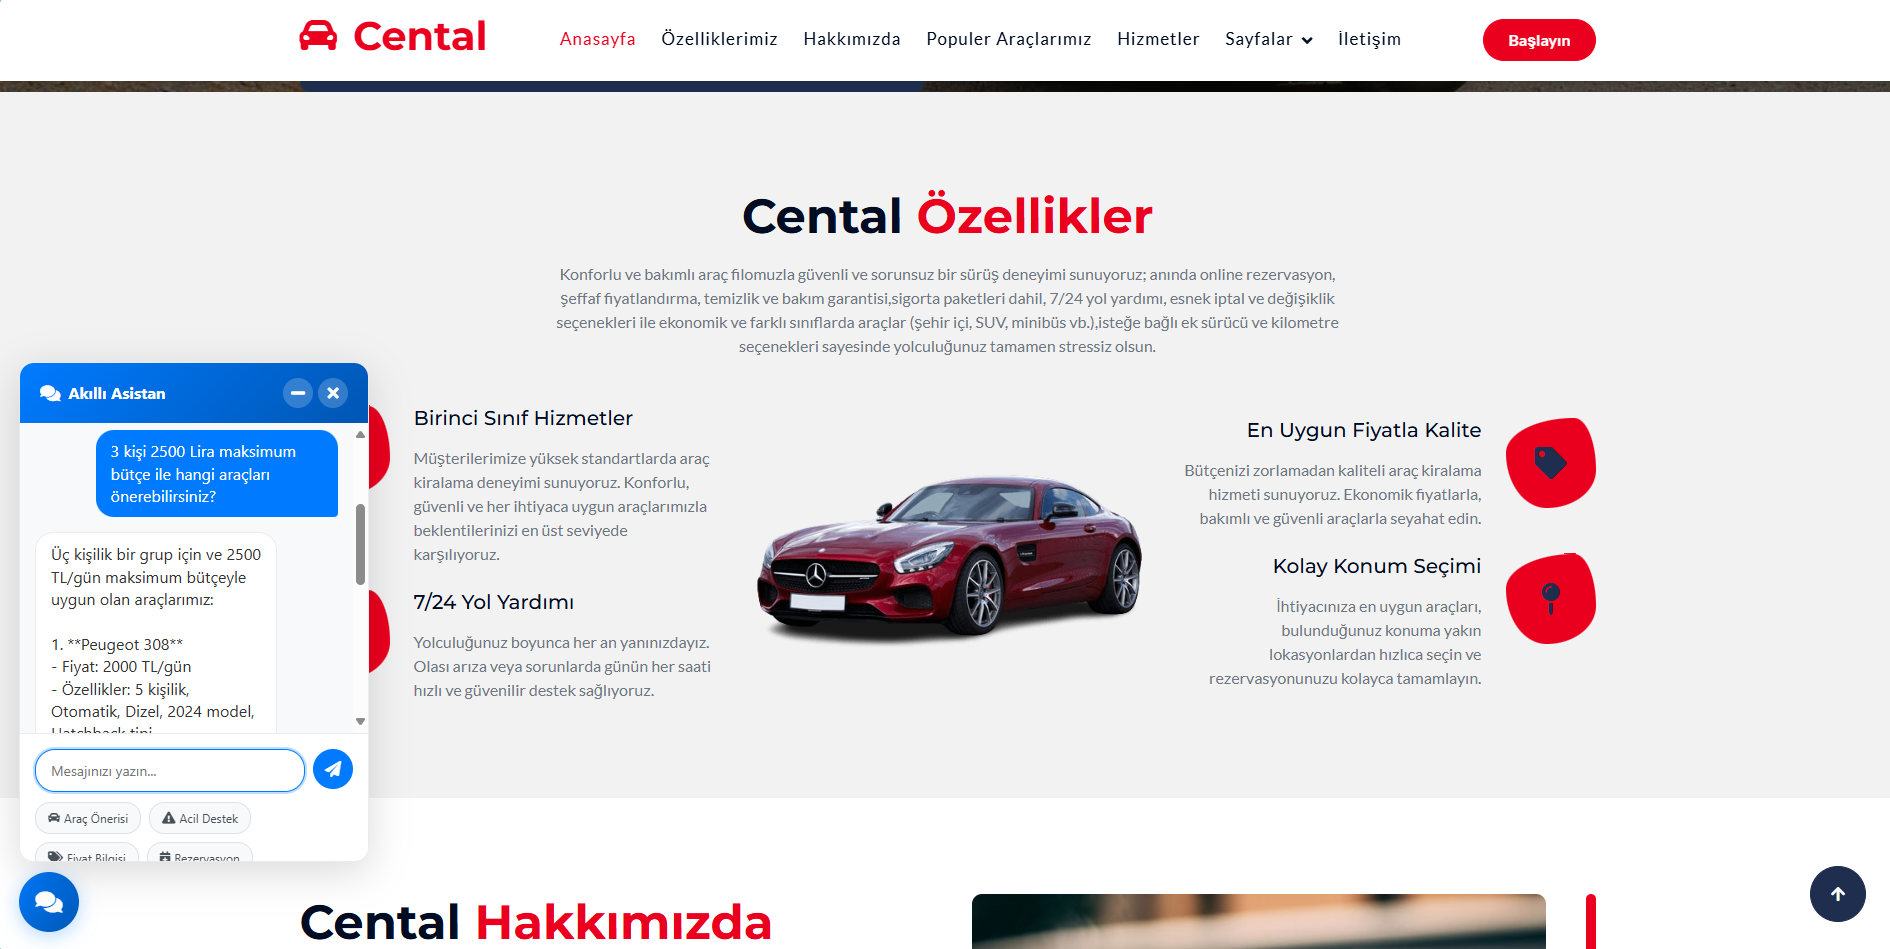 Cental
Anasayfa
Özelliklerimiz
Hakkımızda
Populer Araçlarımız
Hizmetler
Sayfalar
İletişim
Başlayın
Cental Özellikler
Konforlu ve bakımlı araç filomuzla güvenli ve sorunsuz bir sürüş deneyimi sunuyoruz; anında online rezervasyon,
şeffaf fiyatlandırma, temizlik ve bakım garantisi,sigorta paketleri dahil, 7/24 yol yardımı, esnek iptal ve değişiklik
seçenekleri ile ekonomik ve farklı sınıflarda araçlar (şehir içi, SUV, minibüs vb.),isteğe bağlı ek sürücü ve kilometre
seçenekleri sayesinde yolculuğunuz tamamen stressiz olsun.
Birinci Sınıf Hizmetler
Müşterilerimize yüksek standartlarda araç
kiralama deneyimi sunuyoruz. Konforlu,
güvenli ve her ihtiyaca uygun araçlarımızla
beklentilerinizi en üst seviyede
karşılıyoruz.
7/24 Yol Yardımı
Yolculuğunuz boyunca her an yanınızdayız.
Olası arıza veya sorunlarda günün her saati
hızlı ve güvenilir destek sağlıyoruz.
En Uygun Fiyatla Kalite
Bütçenizi zorlamadan kaliteli araç kiralama
hizmeti sunuyoruz. Ekonomik fiyatlarla,
bakımlı ve güvenli araçlarla seyahat edin.
Kolay Konum Seçimi
İhtiyacınıza en uygun araçları,
bulunduğunuz konuma yakın
lokasyonlardan hızlıca seçin ve
rezervasyonunuzu kolayca tamamlayın.
Akıllı Asistan
3 kişi 2500 Lira maksimum
bütçe ile hangi araçları
önerebilirsiniz?
Üç kişilik bir grup için ve 2500
TL/gün maksimum bütçeyle
uygun olan araçlarımız:
1. **Peugeot 308**
- Fiyat: 2000 TL/gün
- Özellikler: 5 kişilik,
Otomatik, Dizel, 2024 model,
Hatchback tipi
Mesajınızı yazın...
Araç Önerisi
Acil Destek
Fiyat Bilgisi
Rezervasyon
Cental Hakkımızda